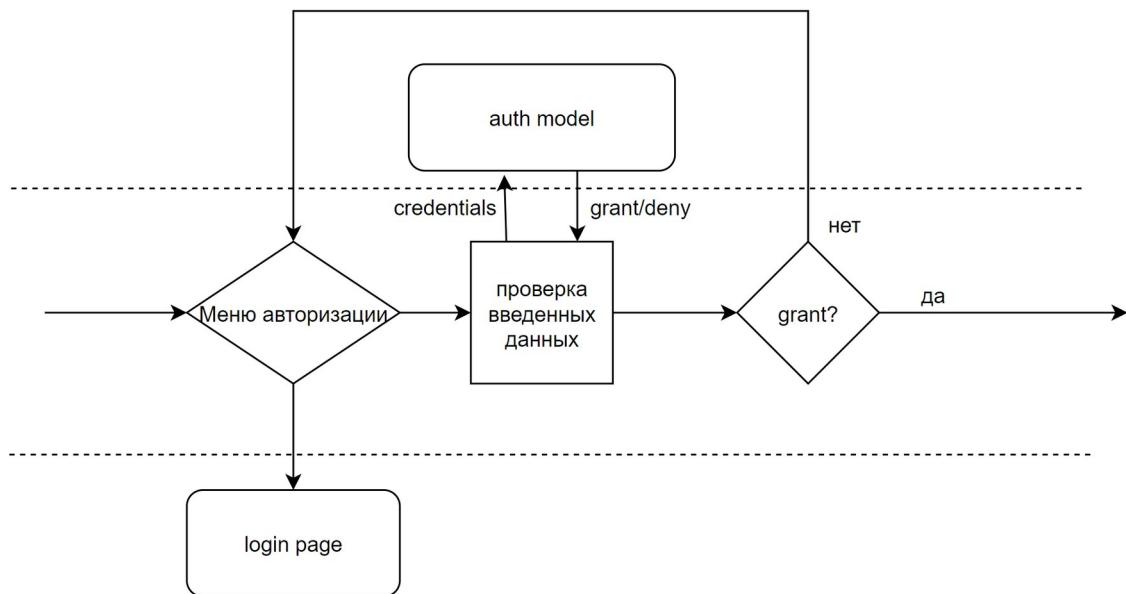 auth model
credentials
grant/deny
нет
Меню авторизации
проверка
введенных
данных
grant?
да
login page